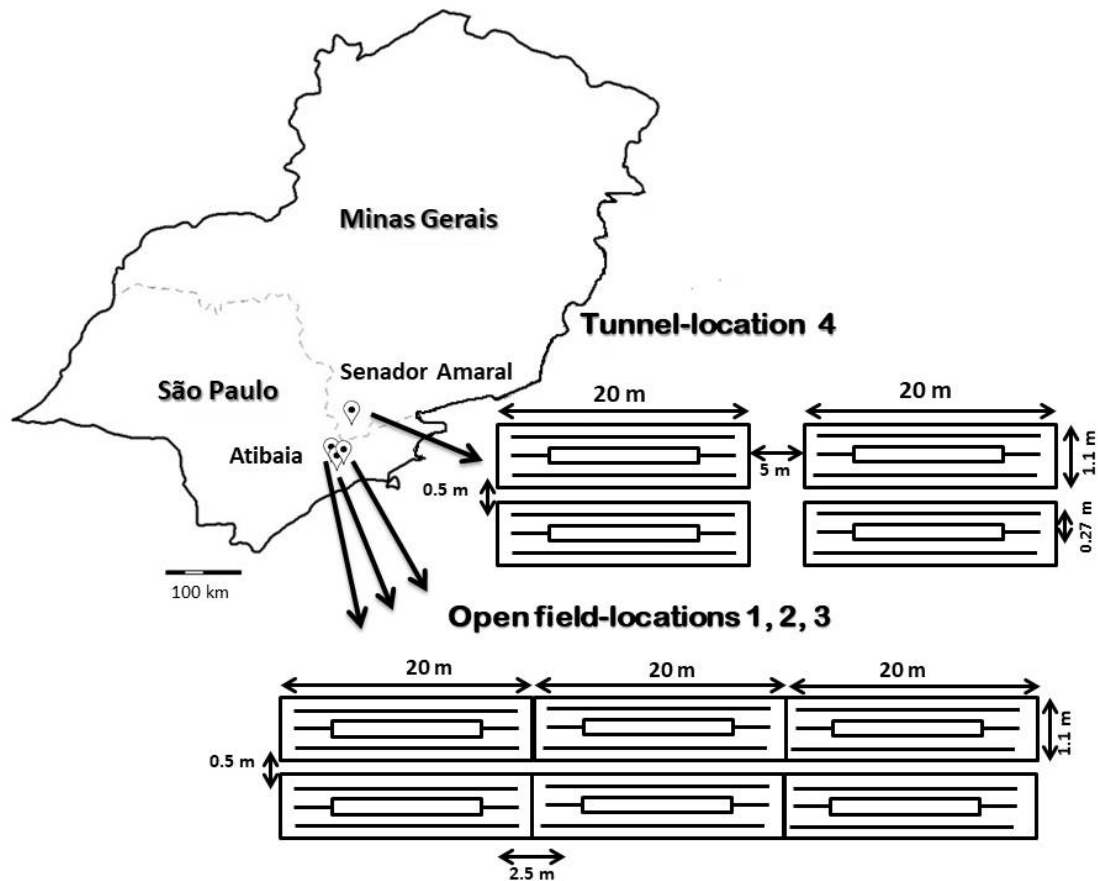 Minas Gerais
Tunnel-location 4
Senador Amaral
São Paulo
20 m
20 m
Atibaia
5 m
1.1 m
0.5 m
0.27 m
100 km
Open field-locations 1, 2, 3
20 m
20 m
20 m
1.1 m
0.5 m
2.5 m